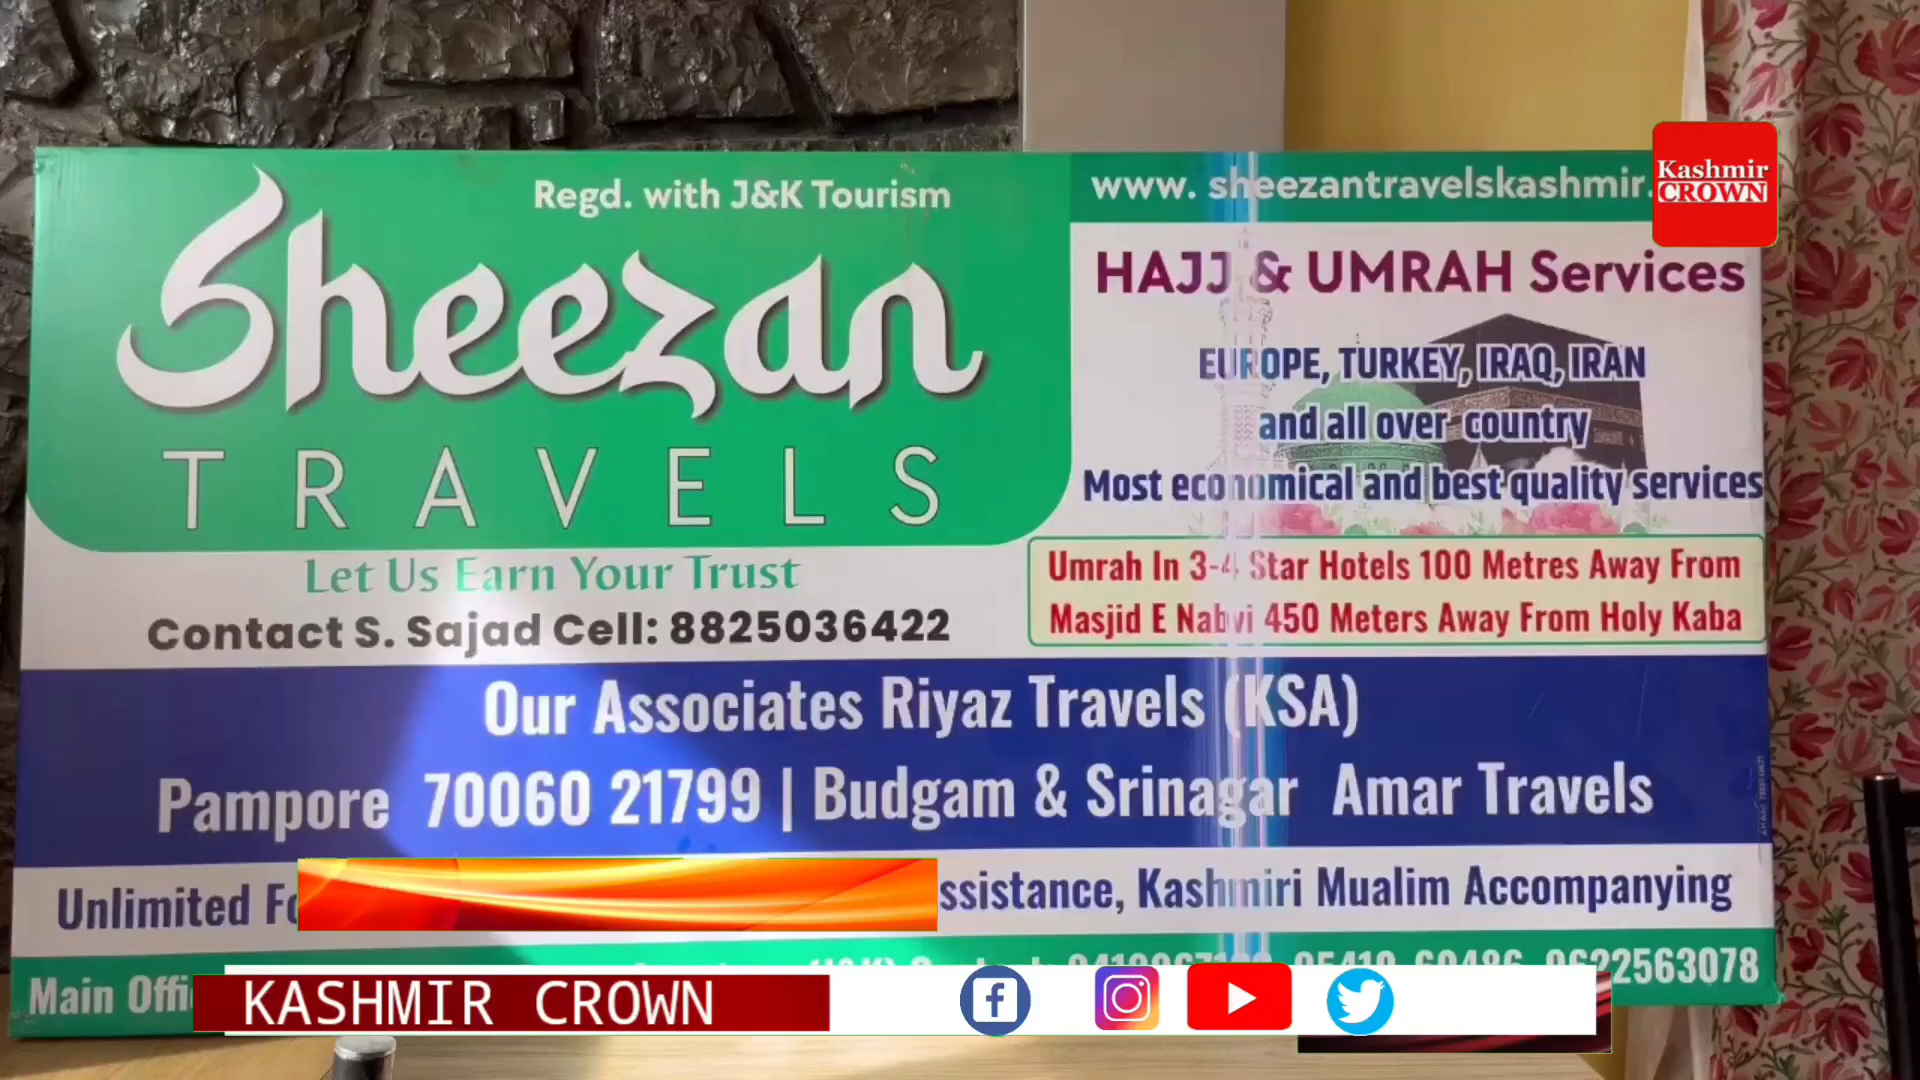 Regd. with J&K Tourism
Sheezan
TRAVELS
Let Us Earn Your Trust
Contact S. Sajad Cell: 8825036422
www. sheezantravelskashmir.
Kashmir
CROWN
HAJJ & UMRAH Services
EUROPE, TURKEY, IRAQ, IRAN
and all over country
Most economical and best quality services
Umrah In 3-4 Star Hotels 100 Metres Away From
Masjid E Nabvi 450 Meters Away From Holy Kaba
Our Associates Riyaz Travels (KSA)
Pampore 70060 21799 | Budgam & Srinagar Amar Travels
Unlimited
Kashmiri Mualim Accompanying
Main
9622563078
KASHMIR CROWN